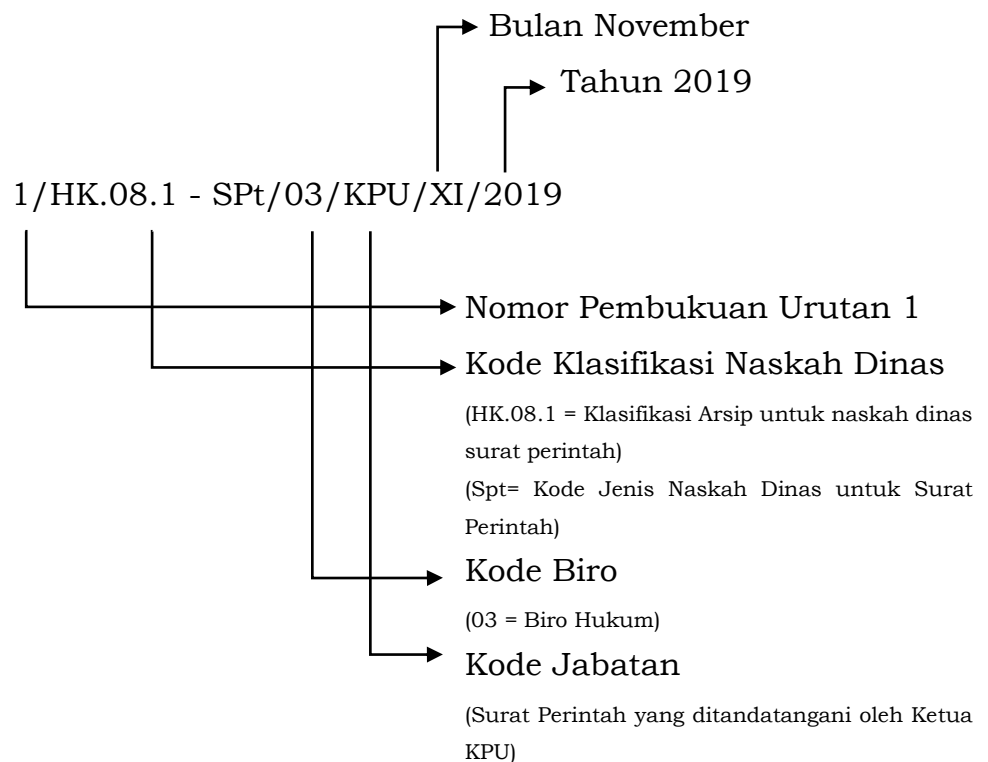 Bulan November
Tahun 2019
1/HK.08.1 - SPt/03/KPU/XI/2019
Nomor Pembukuan Urutan 1
Kode Klasifikasi Naskah Dinas
(HK.08.1 = Klasifikasi Arsip untuk naskah dinas
surat perintah)
(Spt= Kode Jenis Naskah Dinas untuk Surat
Perintah)
Kode Biro
(03 = Biro Hukum)
Kode Jabatan
(Surat Perintah yang ditandatangani oleh Ketua
KPU)